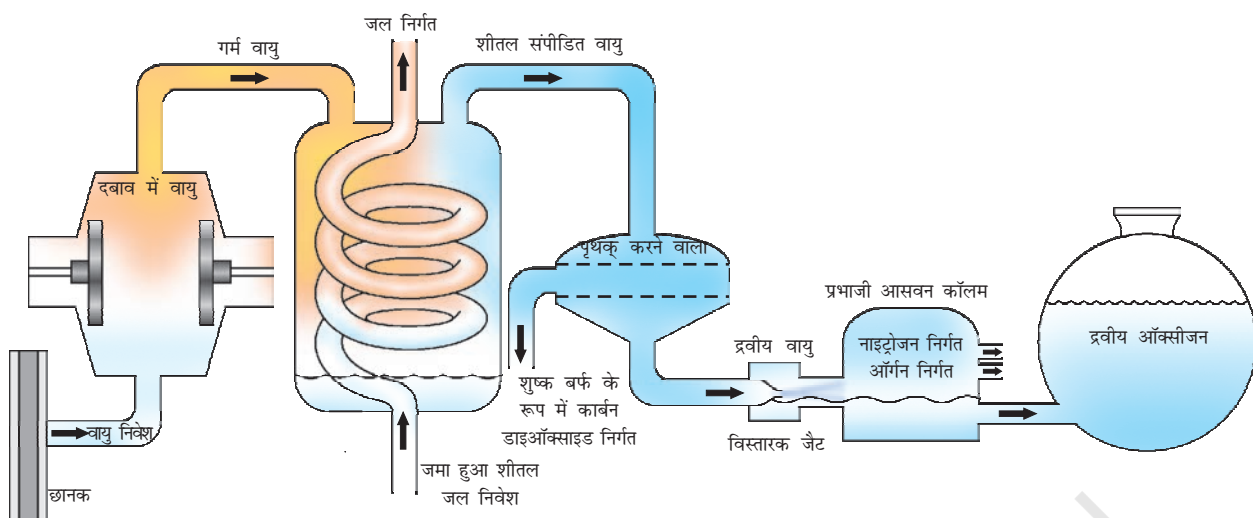 जल निर्गत
गर्म वायु
शीतल संपीडित वायु
दबाव में वायु
पृथक् करने वाला
प्रभाजी आसवन कॉलम
द्रवीय वायु
नाइट्रोजन निर्गत
ऑर्गन निर्गत
द्रवीय ऑक्सीजन
शुष्क बर्फ के
रूप में कार्बन
डाइऑक्साइड निर्गत
विस्तारक जैट
वायु निवेश
जमा हुआ शीतल
जल निवेश
छानक